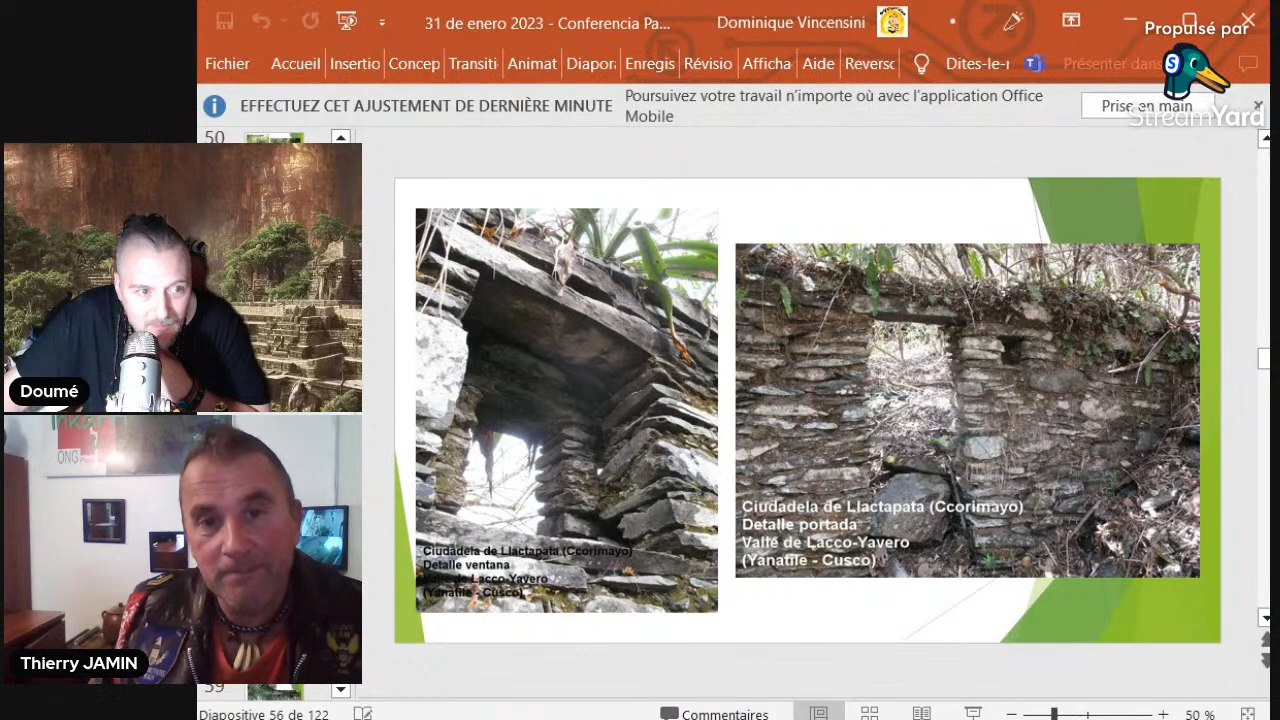 31 de enero 2023 - Conferencia Pa...
Dominique Vincensini
Propulsé par
Fichier
Accueil
Insertio
Concep
Transiti
Animat
Diapora
Enregis
Révisio
Afficha
Aide
Reversc
Dites-le-r
Présenter dans
EFFECTUEZ CET AJUSTEMENT DE DERNIÈRE MINUTE
Poursuivez votre travail n'importe où avec l'application Office
Mobile
Prise en main
StreamYard
50
Doumé
ONG
Thierry JAMIN
Ciudadela de Llactapata (Ccorimayo)
Detalle ventana
Valle de Lacco-Yavero
(Yanatile - Cusco)
Ciudadela de Llactapata (Ccorimayo)
Detalle portada
Vallé de Lacco-Yavero
(Yanatile - Cusco)
59
Diapositive 56 de 122
Commentaires
50 %